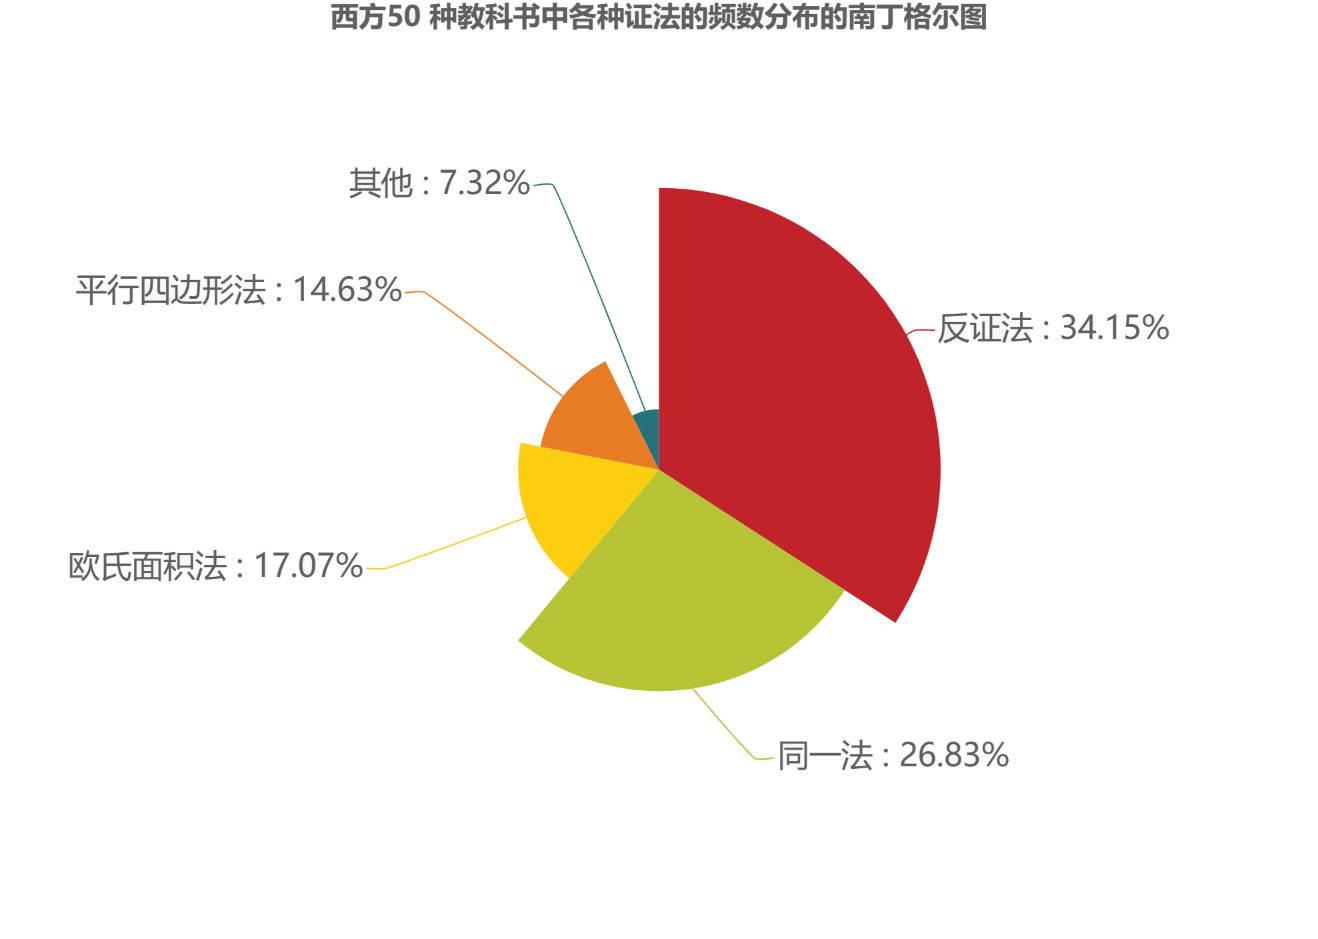 西方50 种教科书中各种证法的频数分布的南丁格尔图
其他 : 7.32%
平行四边形法 : 14.63%
反证法 : 34.15%
欧氏面积法 : 17.07%
同一法 : 26.83%